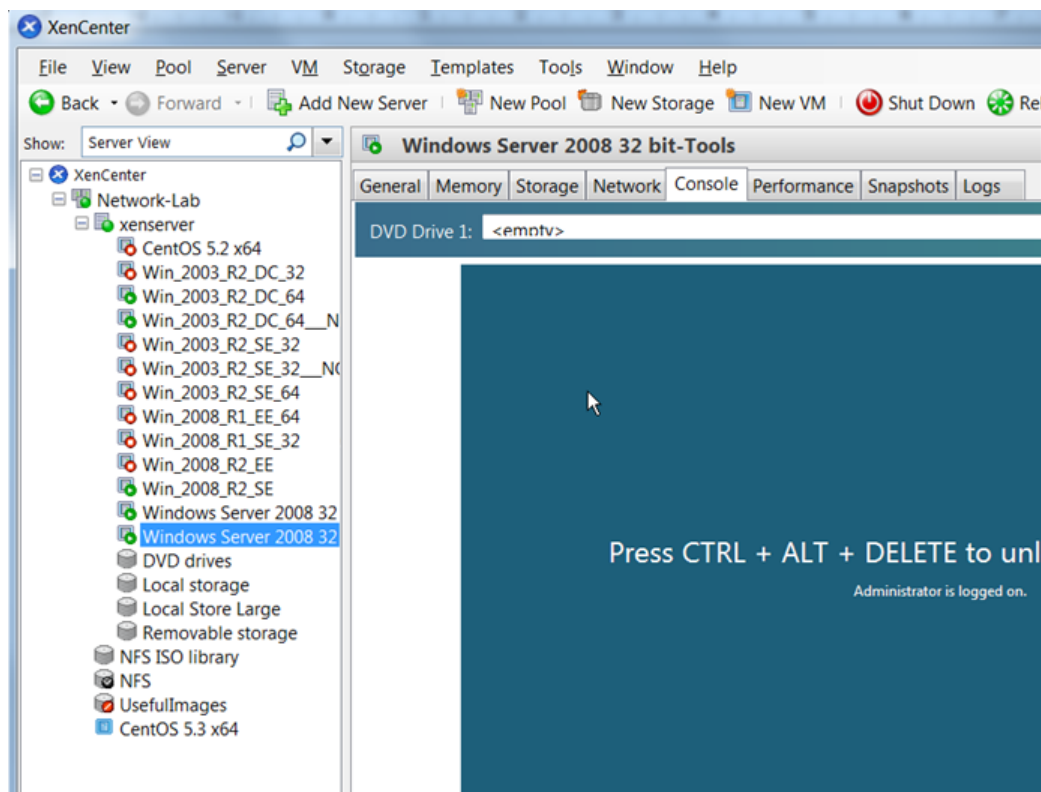 XenCenter
File View Pool Server VM Storage Templates Tools Window Help
Back Forward Add New Server New Pool New Storage New VM Shut Down
Show: Server View
Windows Server 2008 32 bit-Tools
General Memory Storage Network Console Performance Snapshots Logs
DVD Drive 1: <empty>
XenCenter
Network-Lab
xenserver
CentOS 5.2 x64
Win_2003_R2_DC_32
Win_2003_R2_DC_64
Win_2003_R2_DC_64__N
Win_2003_R2_SE_32
Win_2003_R2_SE_32__NO
Win_2003_R2_SE_64
Win_2008_R1_EE_64
Win_2008_R1_SE_32
Win_2008_R2_EE
Win_2008_R2_SE
Windows Server 2008 32
Windows Server 2008 32
DVD drives
Local storage
Local Store Large
Removable storage
NFS ISO library
NFS
UsefulImages
CentOS 5.3 x64
Press CTRL + ALT + DELETE to unl
Administrator is logged on.